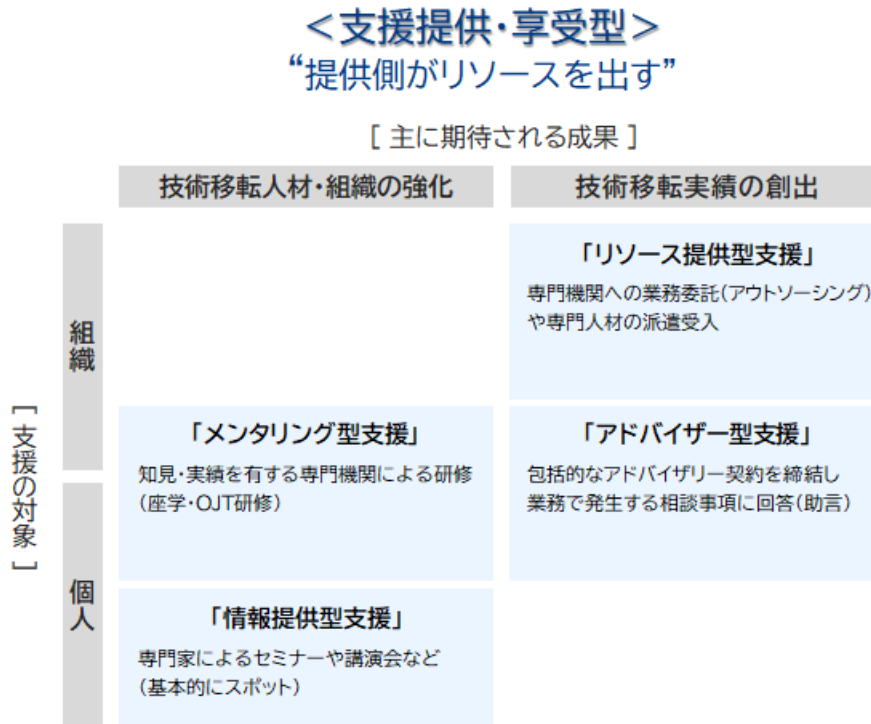 ＜支援提供・享受型＞
“提供側がリソースを出す”
［ 主に期待される成果 ］
技術移転人材・組織の強化
技術移転実績の創出
［支援の対象］
組織
「リソース提供型支援」
専門機関への業務委託（アウトソーシング）
や専門人材の派遣受入
「メンタリング型支援」
知見・実績を有する専門機関による研修
（座学・OJT研修）
「アドバイザー型支援」
包括的なアドバイザリー契約を締結し
業務で発生する相談事項に回答（助言）
個人
「情報提供型支援」
専門家によるセミナーや講演会など
（基本的にスポット）